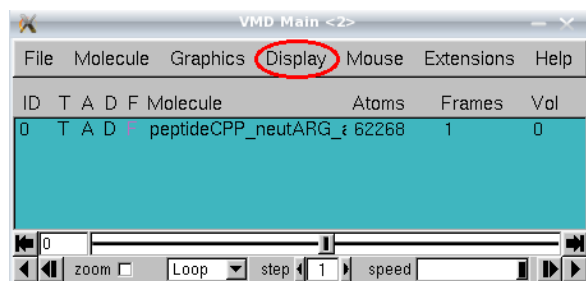 VMD Main <2>
File Molecule Graphics Display Mouse Extensions Help
ID T A D F Molecule Atoms Frames Vol
0 T A D F peptideCPP_neutARG_a 62268 1 0
0
zoom Loop step 1 speed